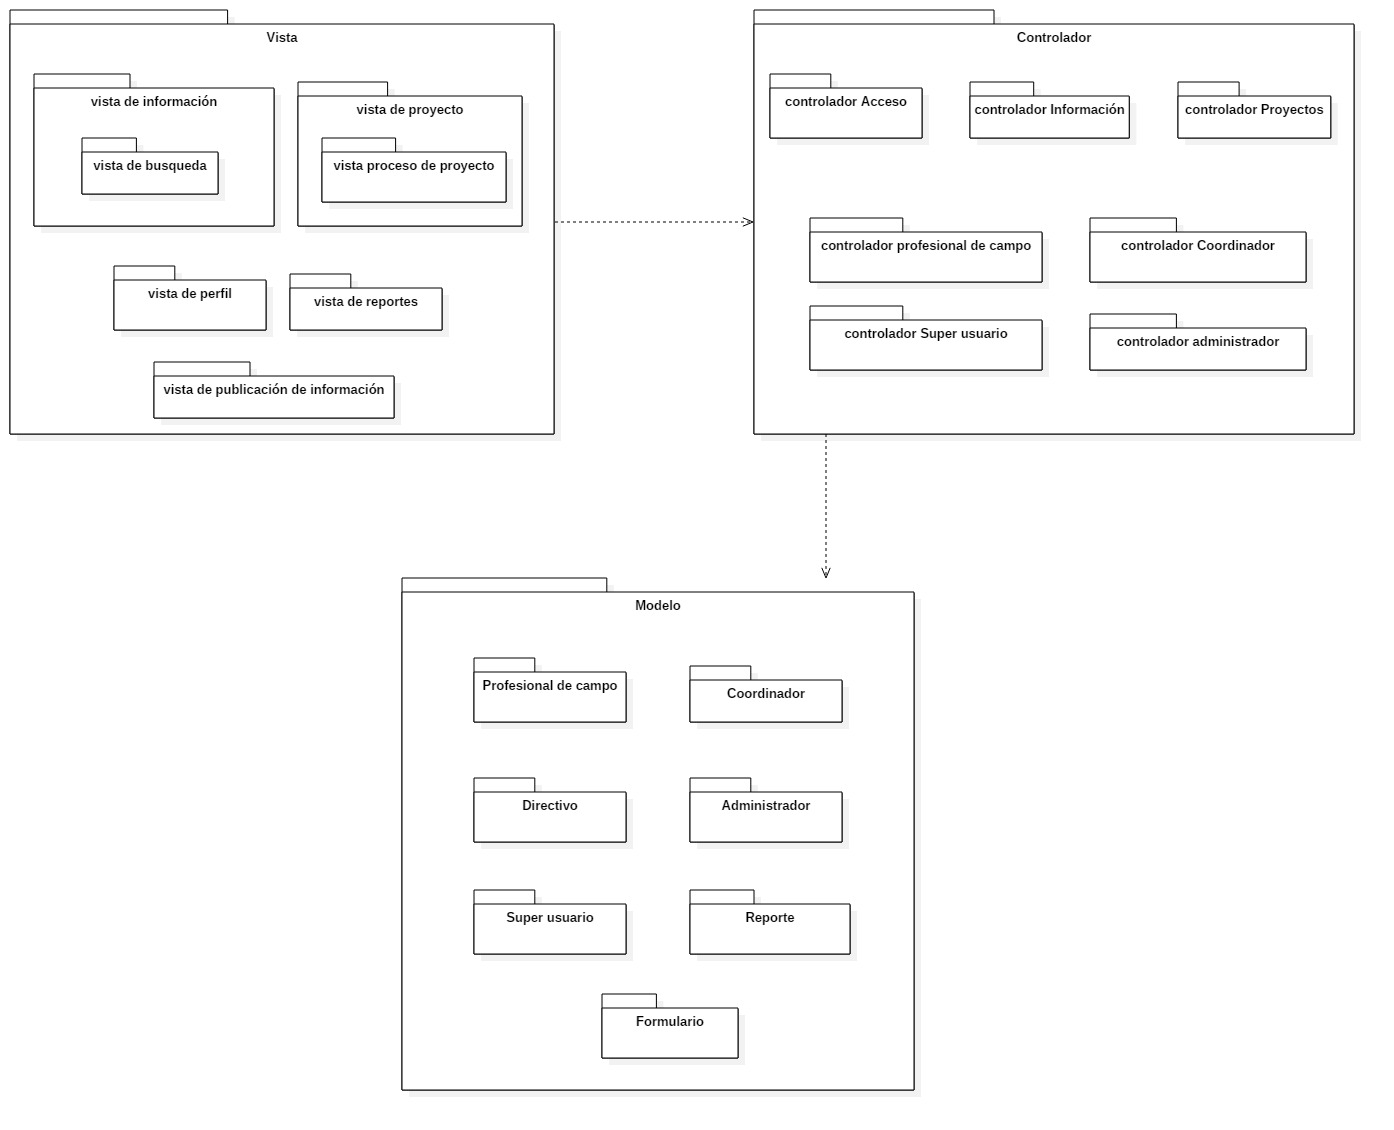 Vista
vista de información
vista de busqueda
vista de proyecto
vista proceso de proyecto
vista de perfil
vista de reportes
vista de publicación de información
Controlador
controlador Acceso
controlador Información
controlador Proyectos
controlador profesional de campo
controlador Coordinador
controlador Super usuario
controlador administrador
Modelo
Profesional de campo
Coordinador
Directivo
Administrador
Super usuario
Reporte
Formulario